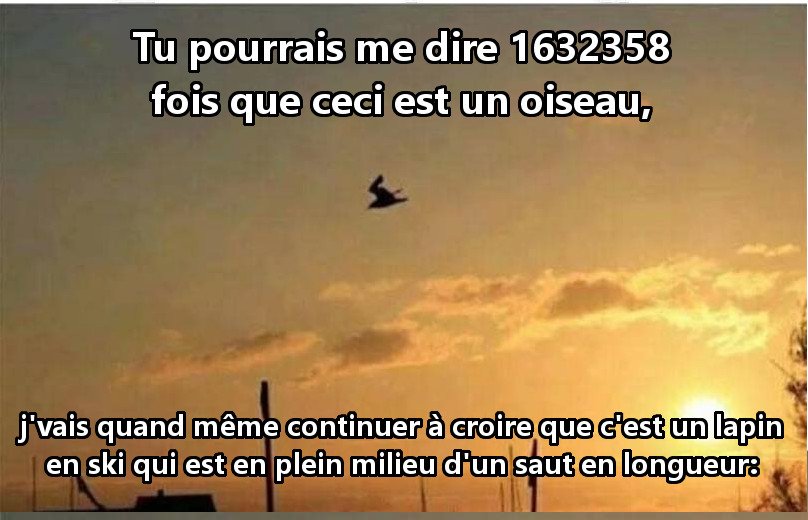 Tu pourrais me dire 1632358
fois que ceci est un oiseau,
j'vais quand même continuer à croire que c'est un lapin
en ski qui est en plein milieu d'un saut en longueur: